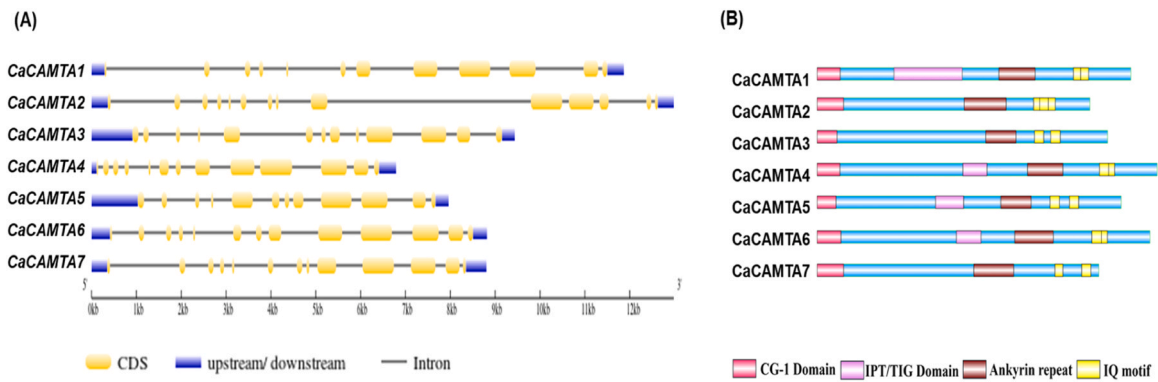 (A)
CaCAMTA1
CaCAMTA2
CaCAMTA3
CaCAMTA4
CaCAMTA5
CaCAMTA6
CaCAMTA7
5'
3'
0kb 1kb 2kb 3kb 4kb 5kb 6kb 7kb 8kb 9kb 10kb 11kb 12kb
CDS upstream/ downstream Intron
(B)
CaCAMTA1
CaCAMTA2
CaCAMTA3
CaCAMTA4
CaCAMTA5
CaCAMTA6
CaCAMTA7
CG-1 Domain IPT/TIG Domain Ankyrin repeat IQ motif